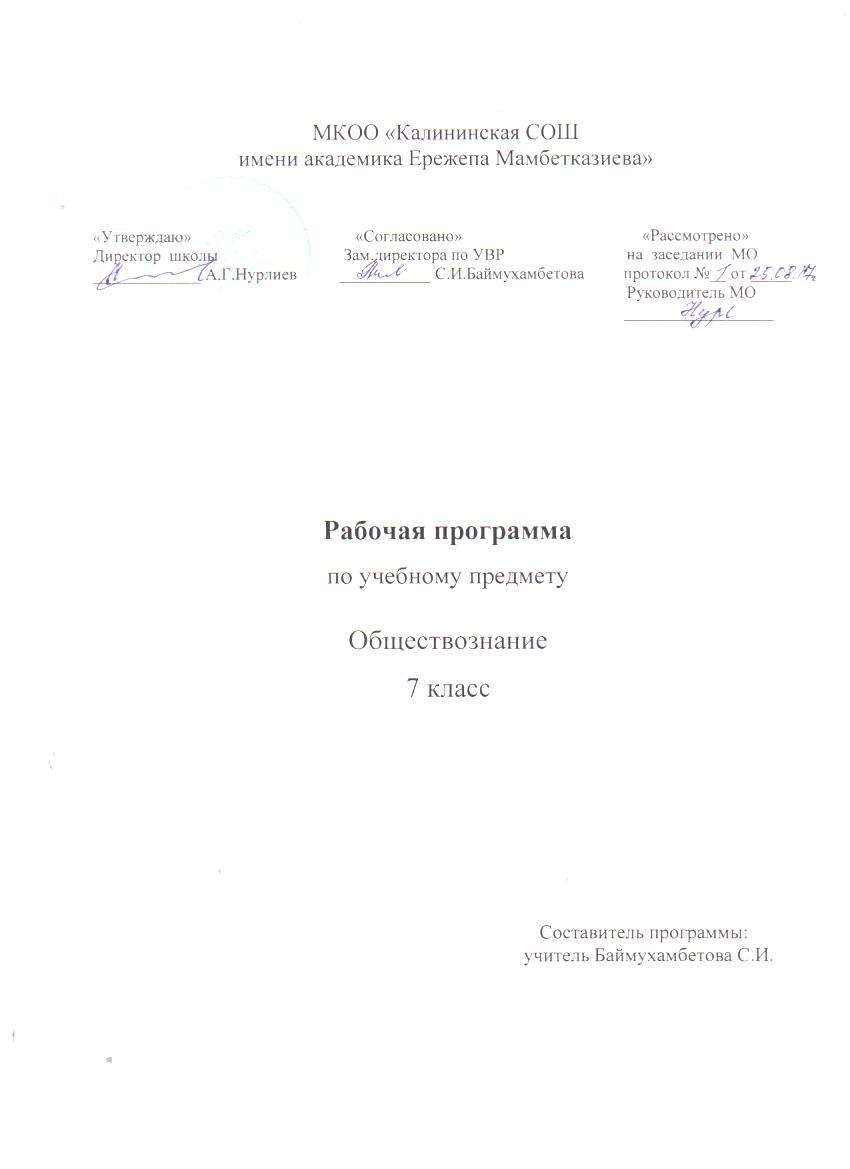 МКОО «Калининская СОШ
имени академика Ережепа Мамбетказиева»
«Утверждаю»
Директор школы
____________А.Г.Нурлиев
«Согласовано»
Зам.директора по УВР
___________ С.И.Баймухамбетова
«Рассмотрено»
на заседании МО
протокол № 1 от 25.08.17г
Руководитель МО
Рабочая программа
по учебному предмету
Обществознание
7 класс
Составитель программы:
учитель Баймухамбетова С.И.